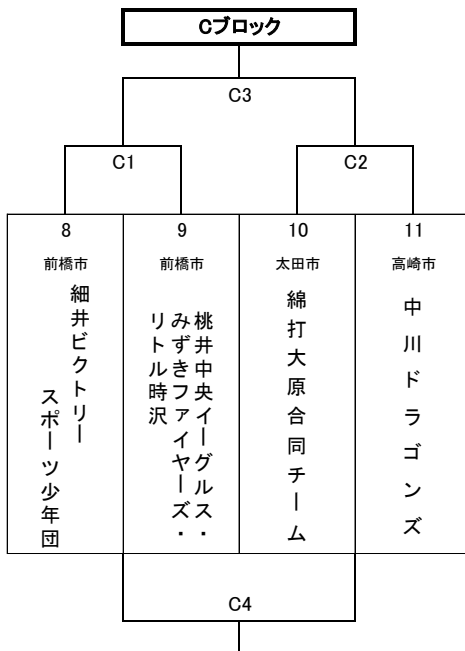 Cブロック
C3
C1
C2
8
前橋市
細井ビクトリー
スポーツ少年団
9
前橋市
桃井中央イーグルス・
みずきファイヤーズ・
リトル時沢
10
太田市
綿打大原合同チーム
11
高崎市
中川ドラゴンズ
C4